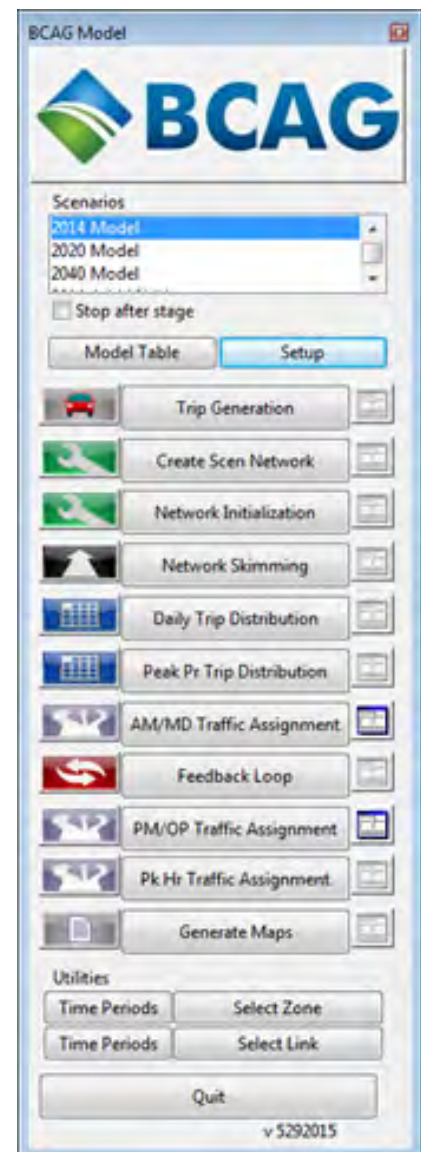 BCAG Model
BCAG
Scenarios
2014 Model
2020 Model
2040 Model
Stop after stage
Model Table Setup
Trip Generation
Create Scen Network
Network Initialization
Network Skimming
Daily Trip Distribution
Peak Pr Trip Distribution
AM/MD Traffic Assignment
Feedback Loop
PM/OP Traffic Assignment
Pk Hr Traffic Assignment
Generate Maps
Utilities
Time Periods Select Zone
Time Periods Select Link
Quit
v 5292015